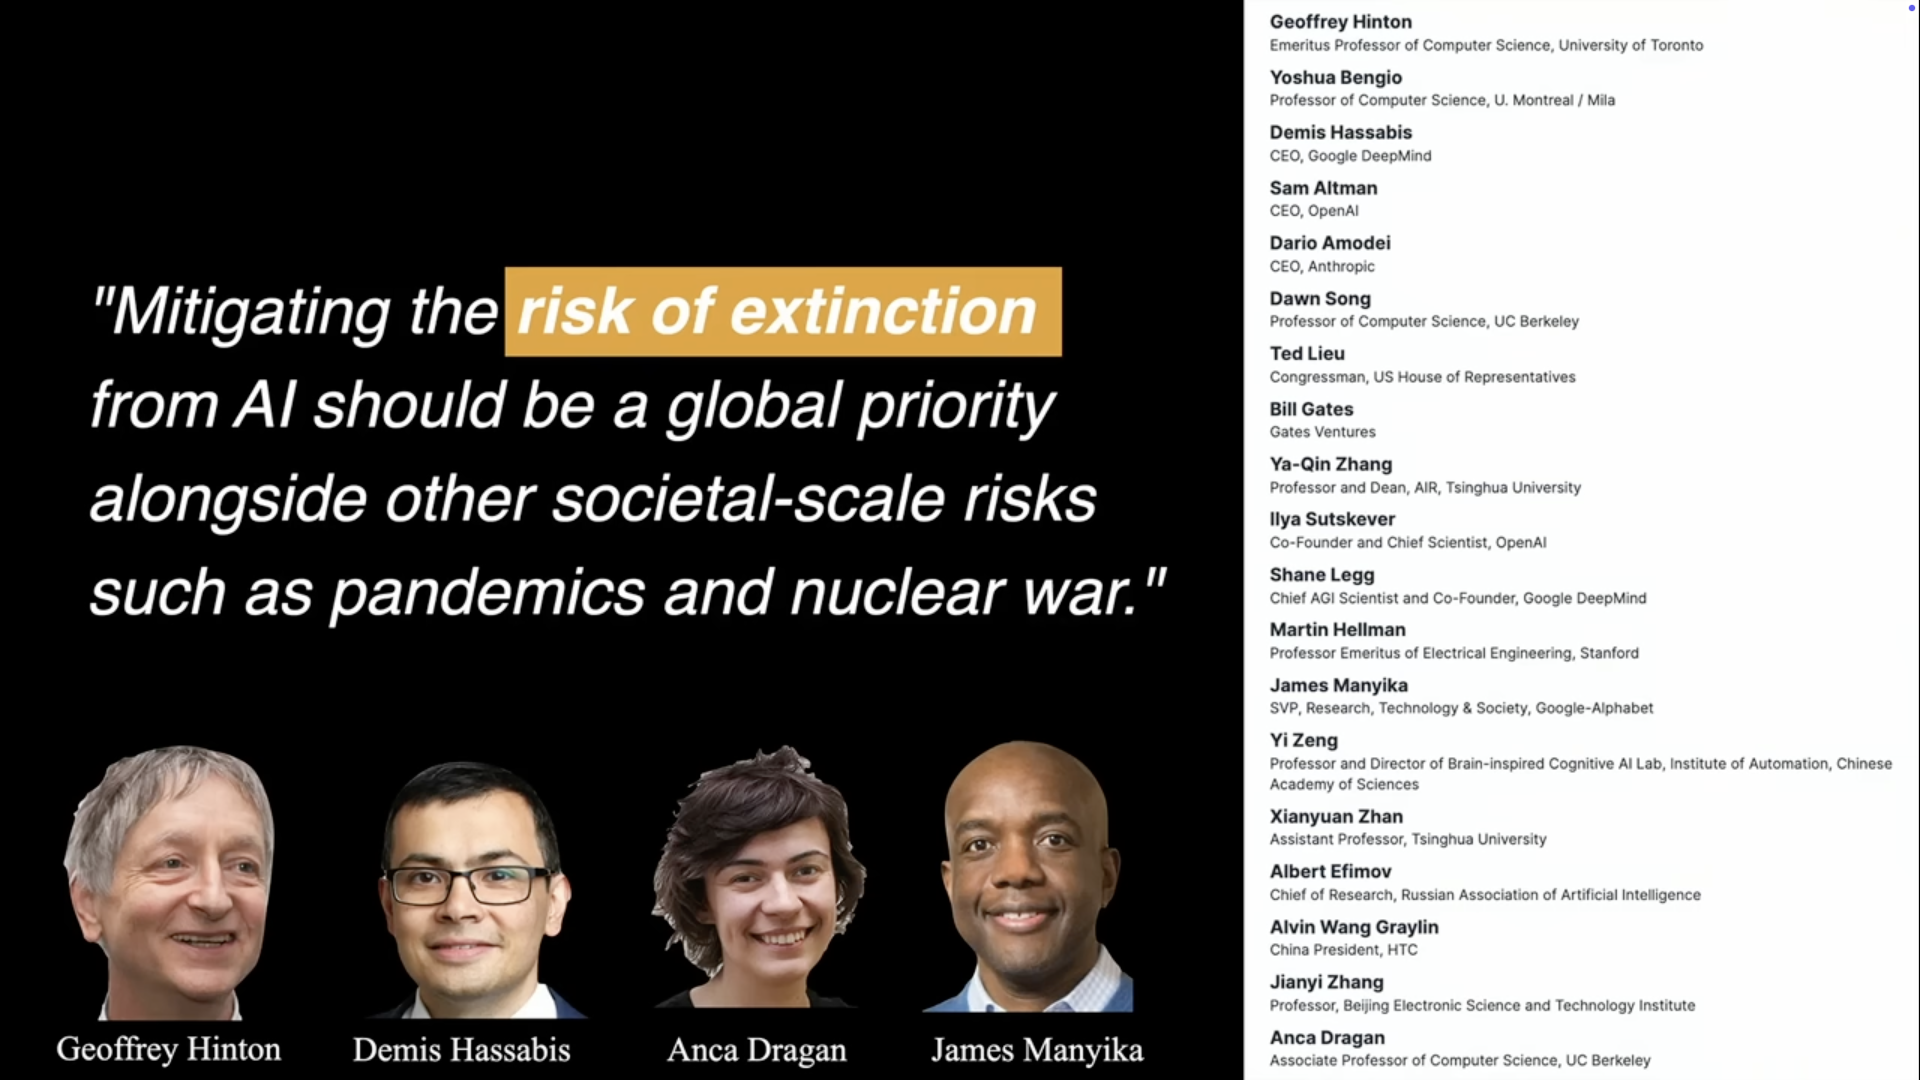 "Mitigating the risk of extinction
from AI should be a global priority
alongside other societal-scale risks
such as pandemics and nuclear war."
Geoffrey Hinton
Demis Hassabis
Anca Dragan
James Manyika
Geoffrey Hinton
Emeritus Professor of Computer Science, University of Toronto
Yoshua Bengio
Professor of Computer Science, U. Montreal / Mila
Demis Hassabis
CEO, Google DeepMind
Sam Altman
CEO, OpenAI
Dario Amodei
CEO, Anthropic
Dawn Song
Professor of Computer Science, UC Berkeley
Ted Lieu
Congressman, US House of Representatives
Bill Gates
Gates Ventures
Ya-Qin Zhang
Professor and Dean, AIR, Tsinghua University
Ilya Sutskever
Co-Founder and Chief Scientist, OpenAI
Shane Legg
Chief AGI Scientist and Co-Founder, Google DeepMind
Martin Hellman
Professor Emeritus of Electrical Engineering, Stanford
James Manyika
SVP, Research, Technology & Society, Google-Alphabet
Yi Zeng
Professor and Director of Brain-inspired Cognitive AI Lab, Institute of Automation, Chinese
Academy of Sciences
Xianyuan Zhan
Assistant Professor, Tsinghua University
Albert Efimov
Chief of Research, Russian Association of Artificial Intelligence
Alvin Wang Graylin
China President, HTC
Jianyi Zhang
Professor, Beijing Electronic Science and Technology Institute
Anca Dragan
Associate Professor of Computer Science, UC Berkeley